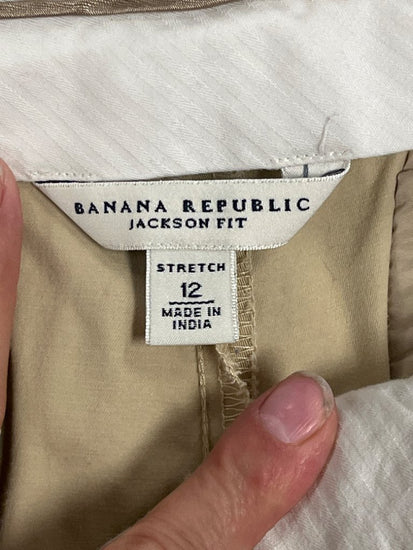 BANANA REPUBLIC
JACKSON FIT
STRETCH
12
MADE IN
INDIA